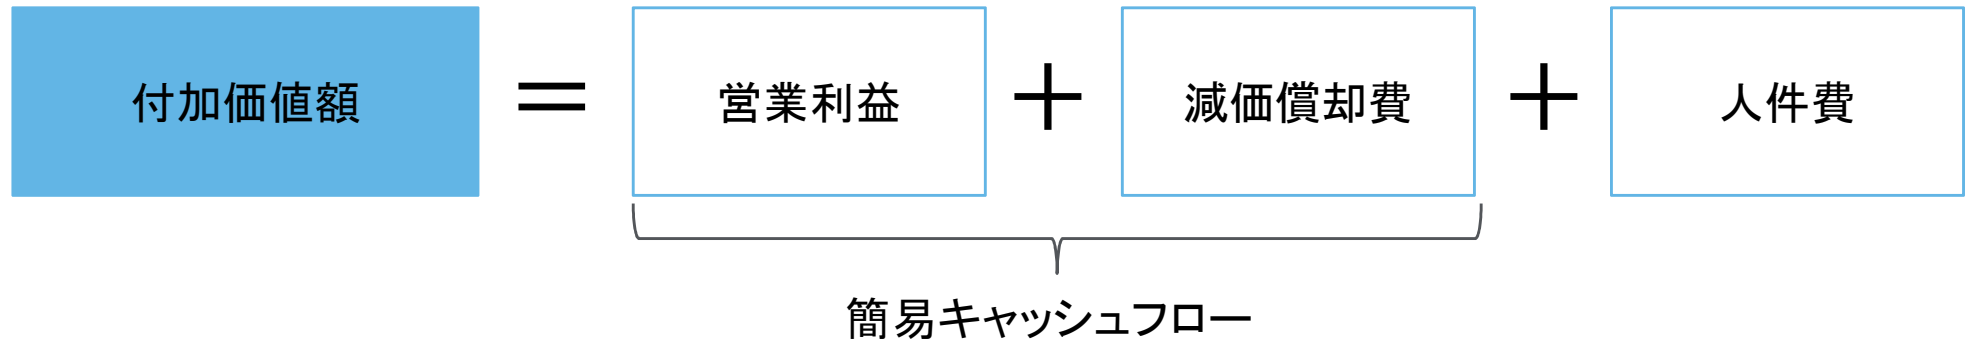 付加価値額 = 営業利益 + 減価償却費 + 人件費
簡易キャッシュフロー